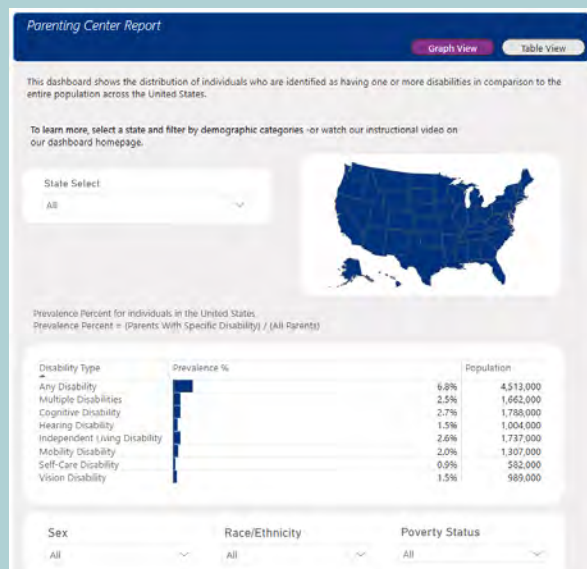 Parenting Center Report
Graph View
Table View
This dashboard shows the distribution of individuals who are identified as having one or more disabilities in comparison to the
entire population across the United States.
To learn more, select a state and filter by demographic categories -or watch our instructional video on
our dashboard homepage.
State Select
All
Prevalence Percent for individuals in the United States
Prevalence Percent = (Parents With Specific Disability) / (All Parents)
Disability Type Prevalence % Population
Any Disability 6.8% 4,513,000
Multiple Disabilities 2.5% 1,662,000
Cognitive Disability 2.7% 1,788,000
Hearing Disability 1.5% 1,004,000
Independent Living Disability 2.6% 1,737,000
Mobility Disability 2.0% 1,307,000
Self-Care Disability 0.9% 582,000
Vision Disability 1.5% 989,000
Sex Race/Ethnicity Poverty Status
All All All